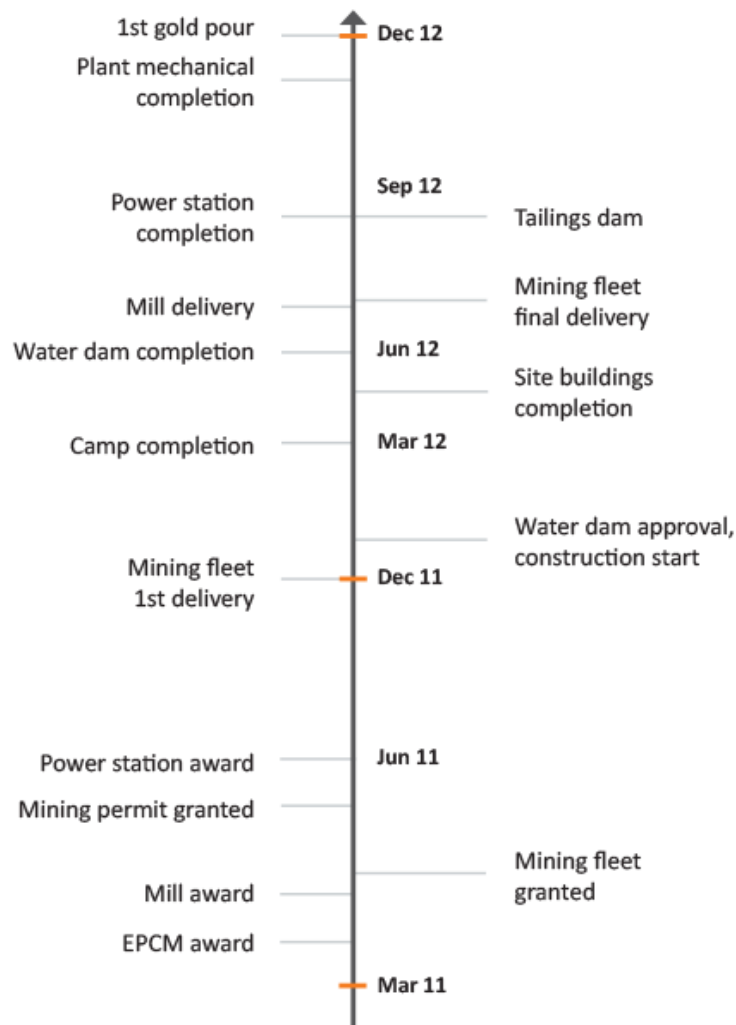 1st gold pour
Dec 12
Plant mechanical
completion
Sep 12
Power station
completion
Tailings dam
Mining fleet
final delivery
Mill delivery
Water dam completion
Jun 12
Site buildings
completion
Camp completion
Mar 12
Water dam approval,
construction start
Mining fleet
1st delivery
Dec 11
Power station award
Jun 11
Mining permit granted
Mining fleet
granted
Mill award
EPCM award
Mar 11